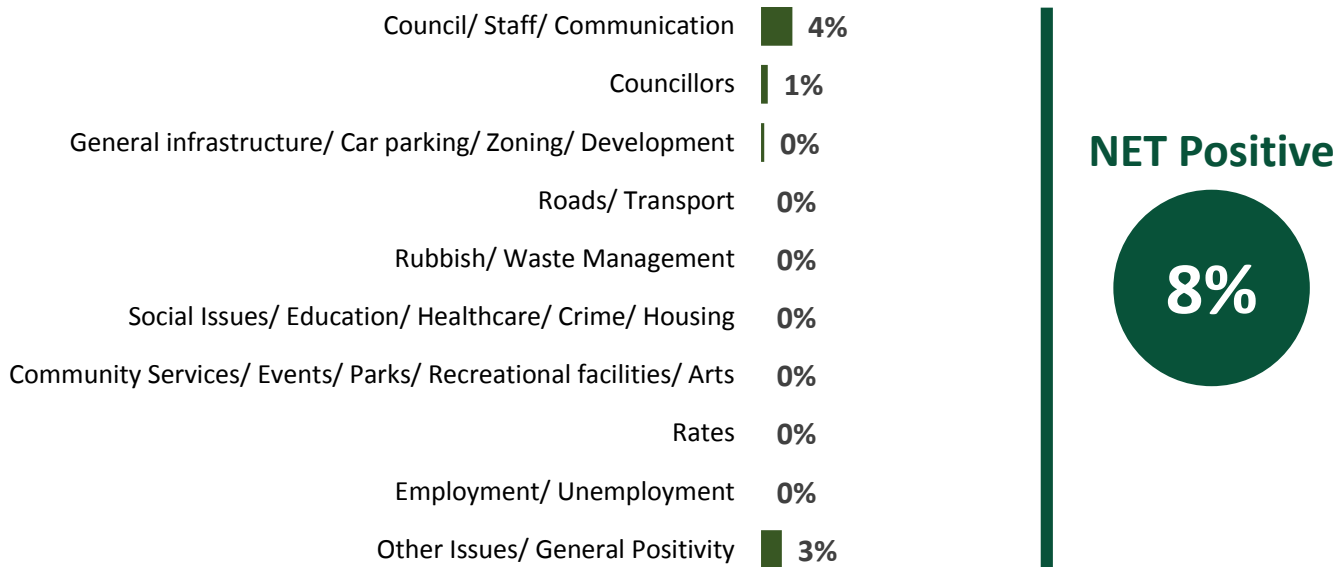 Council/ Staff/ Communication 4%
Councillors 1%
General infrastructure/ Car parking/ Zoning/ Development 0%
Roads/ Transport 0%
Rubbish/ Waste Management 0%
Social Issues/ Education/ Healthcare/ Crime/ Housing 0%
Community Services/ Events/ Parks/ Recreational facilities/ Arts 0%
Rates 0%
Employment/ Unemployment 0%
Other Issues/ General Positivity 3%
NET Positive
8%